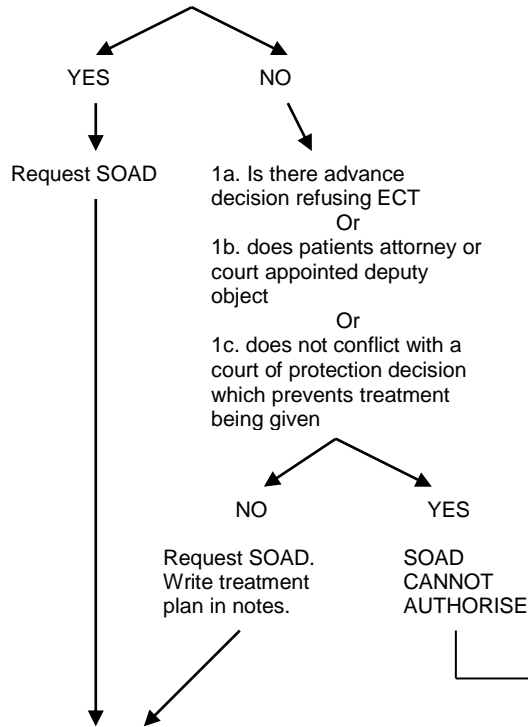 YES
NO
Request SOAD
1a. Is there advance
decision refusing ECT
Or
1b. does patients attorney or
court appointed deputy
object
Or
1c. does not conflict with a
court of protection decision
which prevents treatment
being given
NO
YES
Request SOAD.
Write treatment
plan in notes.
SOAD
CANNOT
AUTHORISE